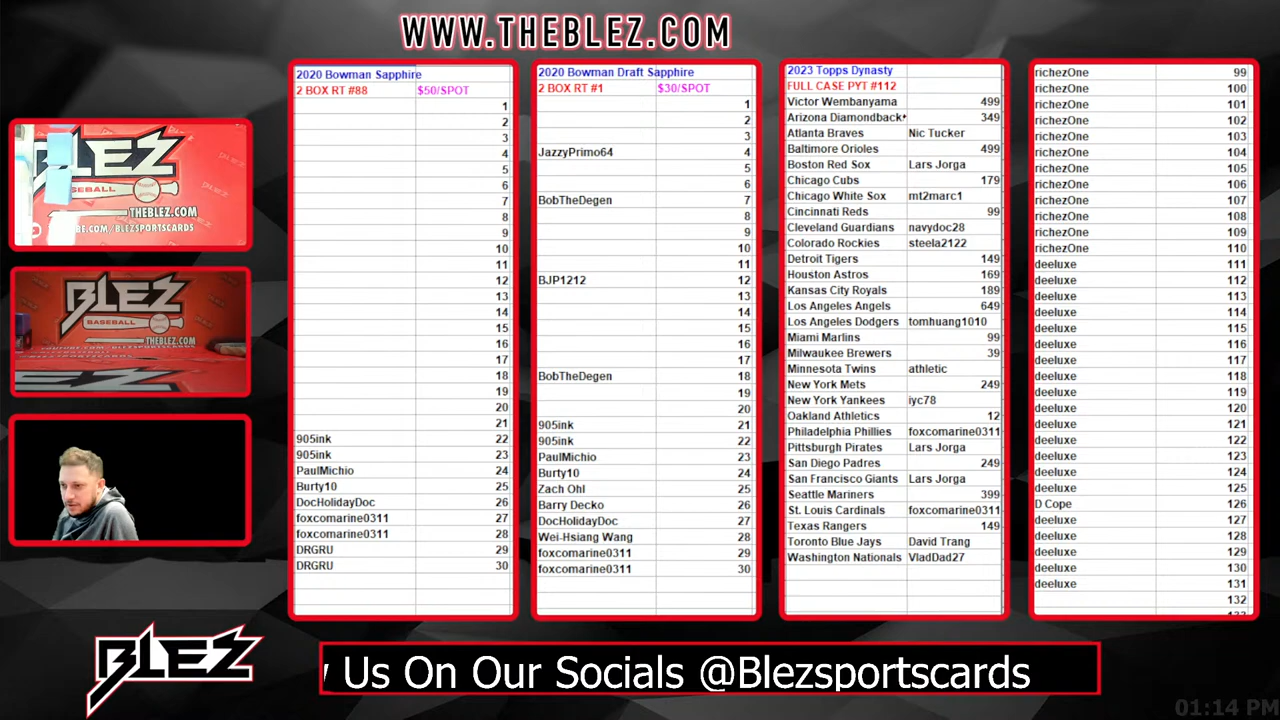 WWW.THEBLEZ.COM
BLEZ
BASEBALL
THEBLEZ.COM
BE.COM/BLEZSPORTSCARDS
BLEZ
BASEBALL
THEBLEZ.COM
2020 Bowman Sapphire
2 BOX RT #88 $50/SPOT
1
2
3
4
5
6
7
8
9
10
11
12
13
14
15
16
17
18
19
20
21
905ink 22
905ink 23
PaulMichio 24
Burty10 25
DocHolidayDoc 26
foxcomarine0311 27
foxcomarine0311 28
DRGRU 29
DRGRU 30
2020 Bowman Draft Sapphire
2 BOX RT #1 $30/SPOT
1
2
3
JazzyPrimo64 4
5
6
BobTheDegen 7
8
9
10
11
BJP1212 12
13
14
15
16
17
BobTheDegen 18
19
20
905ink 21
905ink 22
PaulMichio 23
Burty10 24
Zach Ohl 25
Barry Decko 26
DocHolidayDoc 27
Wei-Hsiang Wang 28
foxcomarine0311 29
foxcomarine0311 30
2023 Topps Dynasty
FULL CASE PYT #112
Victor Wembanyama 499
Arizona Diamondback 349
Atlanta Braves Nic Tucker
Baltimore Orioles 499
Boston Red Sox Lars Jorga
Chicago Cubs 179
Chicago White Sox mt2marc1
Cincinnati Reds 99
Cleveland Guardians navydoc28
Colorado Rockies steela2122
Detroit Tigers 149
Houston Astros 169
Kansas City Royals 189
Los Angeles Angels 649
Los Angeles Dodgers tomhuang1010
Miami Marlins 99
Milwaukee Brewers 39
Minnesota Twins athletic
New York Mets 249
New York Yankees iyc78
Oakland Athletics 12
Philadelphia Phillies foxcomarine0311
Pittsburgh Pirates Lars Jorga
San Diego Padres 249
San Francisco Giants Lars Jorga
Seattle Mariners 399
St. Louis Cardinals foxcomarine0311
Texas Rangers 149
Toronto Blue Jays David Trang
Washington Nationals VladDad27
richezOne 99
richezOne 100
richezOne 101
richezOne 102
richezOne 103
richezOne 104
richezOne 105
richezOne 106
richezOne 107
richezOne 108
richezOne 109
richezOne 110
deeluxe 111
deeluxe 112
deeluxe 113
deeluxe 114
deeluxe 115
deeluxe 116
deeluxe 117
deeluxe 118
deeluxe 119
deeluxe 120
deeluxe 121
deeluxe 122
deeluxe 123
deeluxe 124
deeluxe 125
D Cope 126
deeluxe 127
deeluxe 128
deeluxe 129
deeluxe 130
deeluxe 131
132
BLEZ
Us On Our Socials @Blezsportscards
01:14 PM